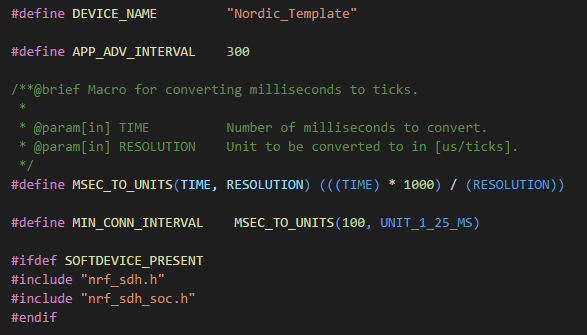 #define DEVICE_NAME "Nordic_Template"
#define APP_ADV_INTERVAL 300
/**@brief Macro for converting milliseconds to ticks.
*
* @param[in] TIME Number of milliseconds to convert.
* @param[in] RESOLUTION Unit to be converted to in [us/ticks].
*/
#define MSEC_TO_UNITS(TIME, RESOLUTION) (((TIME) * 1000) / (RESOLUTION))
#define MIN_CONN_INTERVAL MSEC_TO_UNITS(100, UNIT_1_25_MS)
#ifdef SOFTDEVICE_PRESENT
#include "nrf_sdh.h"
#include "nrf_sdh_soc.h"
#endif